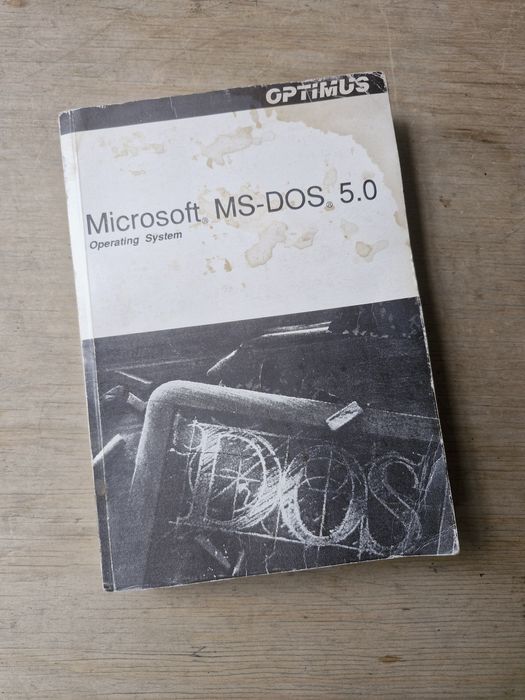 OPTIMUS
Microsoft® MS-DOS® 5.0
Operating System
DOS